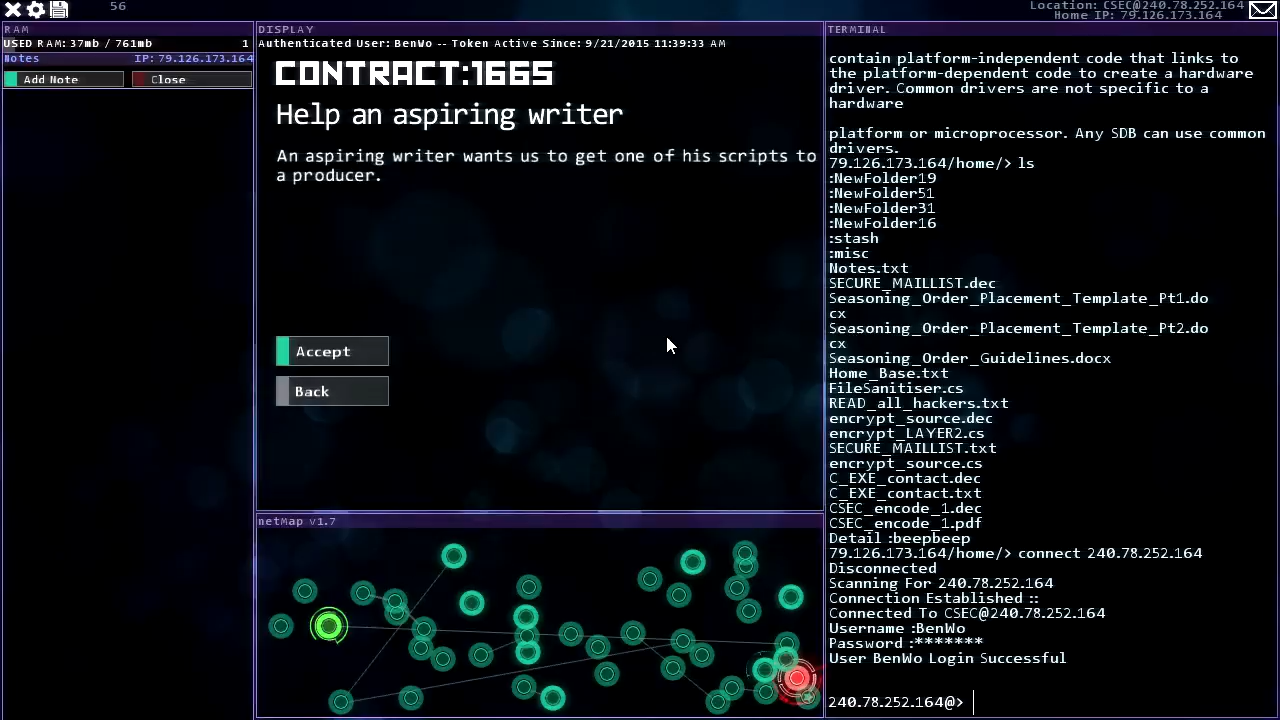 56
Location: CSEC@240.78.252.164
Home IP: 79.126.173.164
RAM
USED RAM: 37mb / 761mb 1
Notes IP: 79.126.173.164
Add Note Close
DISPLAY
Authenticated User: BenWo -- Token Active Since: 9/21/2015 11:39:33 AM
CONTRACT:1665
Help an aspiring writer
An aspiring writer wants us to get one of his scripts to
a producer.
Accept
Back
netMap v1.7
TERMINAL
contain platform-independent code that links to
the platform-dependent code to create a hardware
driver. Common drivers are not specific to a
hardware
platform or microprocessor. Any SDB can use common
drivers.
79.126.173.164/home/> ls
:NewFolder19
:NewFolder51
:NewFolder31
:NewFolder16
:stash
:misc
Notes.txt
SECURE_MAILLIST.dec
Seasoning_Order_Placement_Template_Pt1.do
cx
Seasoning_Order_Placement_Template_Pt2.do
cx
Seasoning_Order_Guidelines.docx
Home_Base.txt
FileSanitiser.cs
READ_all_hackers.txt
encrypt_source.dec
encrypt_LAYER2.cs
SECURE_MAILLIST.txt
encrypt_source.cs
C_EXE_contact.dec
C_EXE_contact.txt
CSEC_encode_1.dec
CSEC_encode_1.pdf
Detail :beepbeep
79.126.173.164/home/> connect 240.78.252.164
Disconnected
Scanning For 240.78.252.164
Connection Established ::
Connected To CSEC@240.78.252.164
Username :BenWo
Password :*******
User BenWo Login Successful
240.78.252.164@>